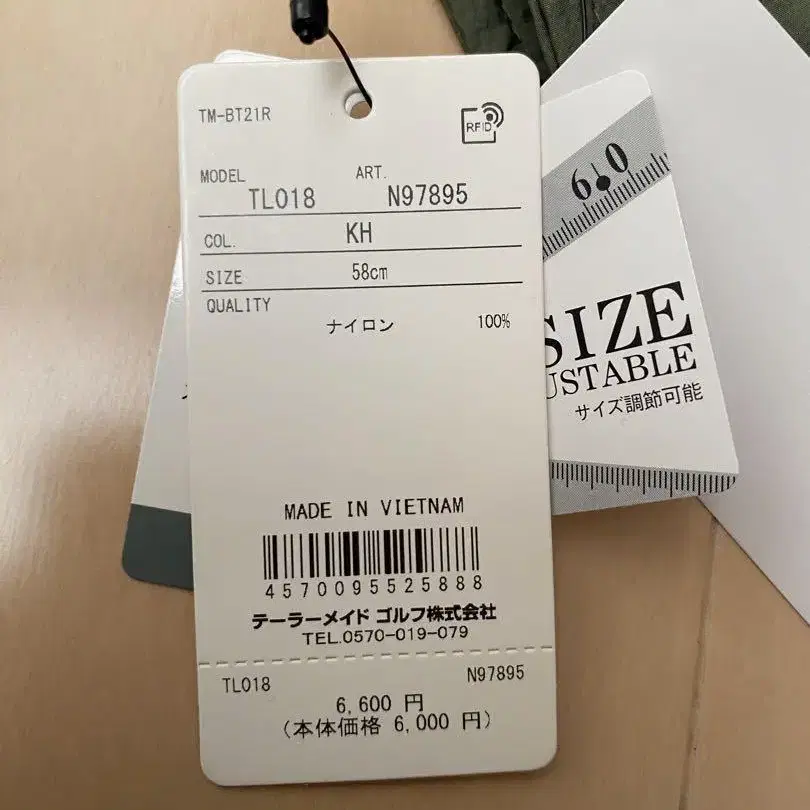 TM-BT21R
RFID
MODEL TL018 ART. N97895
COL. KH
SIZE 58cm
QUALITY
ナイロン 100%
MADE IN VIETNAM
4570095525888
テーラーメイド ゴルフ株式会社
TEL.0570-019-079
TL018 N97895
6,600 円
(本体価格 6,000 円)
6.0
SIZE
USTABLE
サイズ調節可能